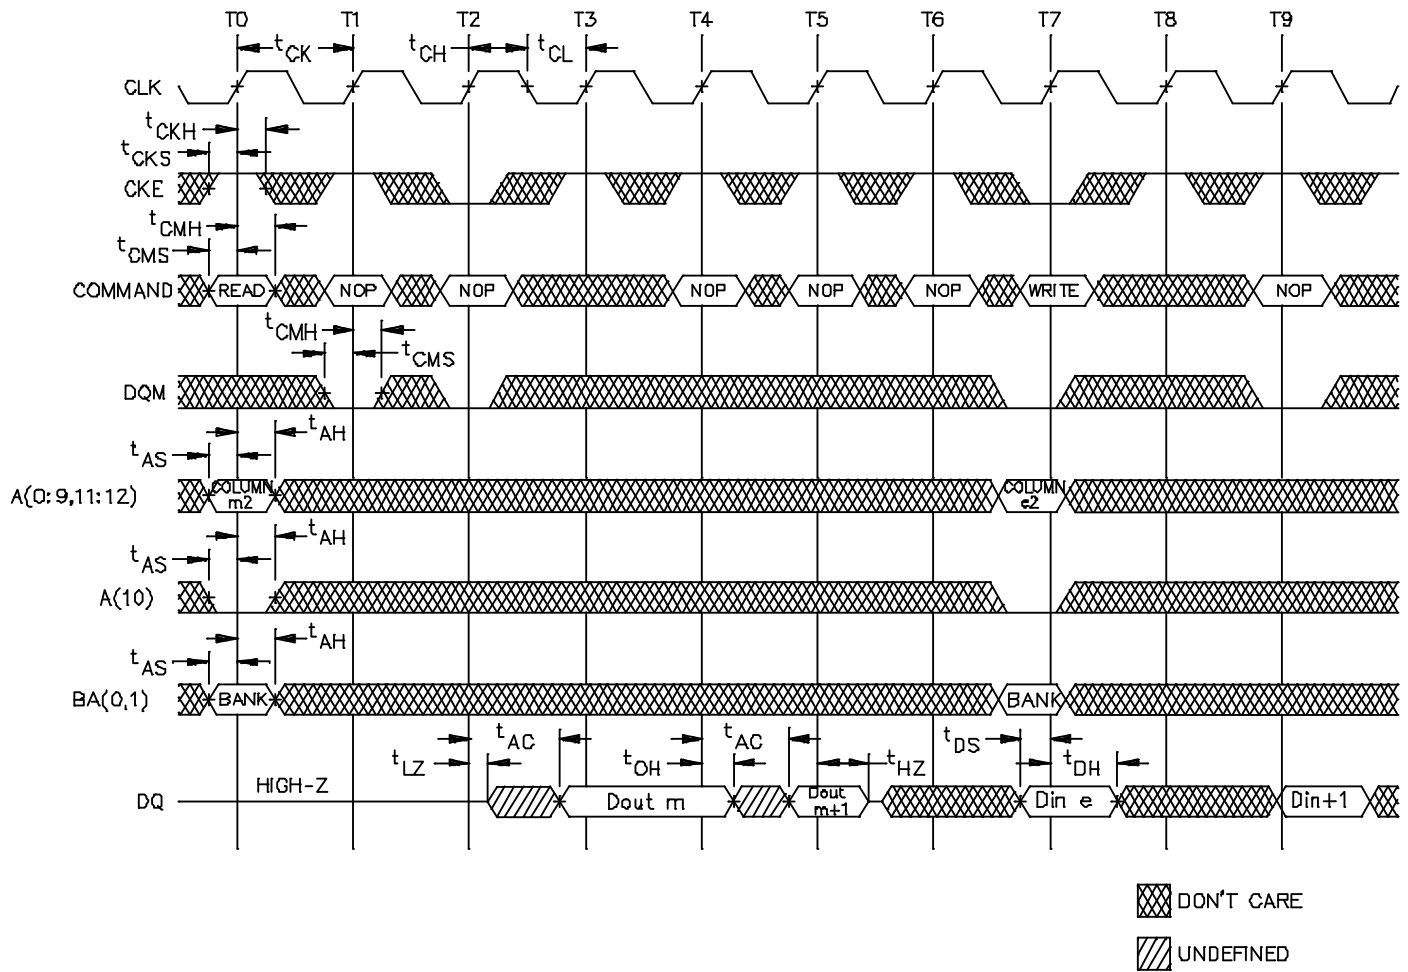 T0 T1 T2 T3 T4 T5 T6 T7 T8 T9
tCK tCH tCL
CLK
tCKH
tCKS
CKE
tCMH
tCMS
COMMAND READ NOP NOP NOP NOP NOP WRITE NOP
tCMH
tCMS
DQM
tAH
tAS
A(0:9,11:12) COLUMN m2 COLUMN e2
tAH
tAS
A(10)
tAH
tAS
BA(0,1) BANK BANK
tAC tAC tDS
tLZ tOH tHZ tDH
HIGH-Z
DQ Dout m Dout m+1 Din e Din+1
DON'T CARE
UNDEFINED